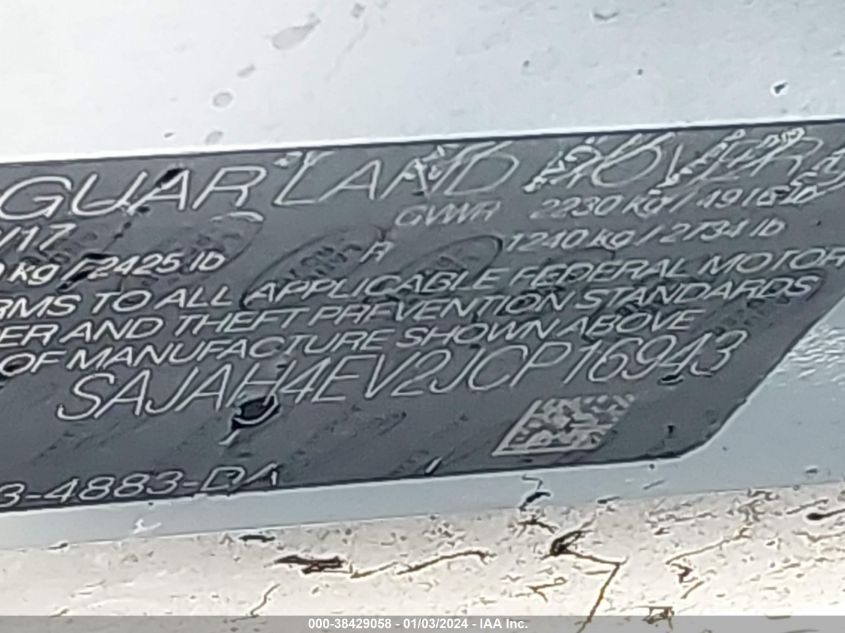 GUAR LAND ROVER
/17 GVWR 2230 kg / 4916 lb
kg / 2425 lb R 1240 kg / 2734 lb
RMS TO ALL APPLICABLE FEDERAL MOTOR
ER AND THEFT PREVENTION STANDARDS
OF MANUFACTURE SHOWN ABOVE
SAJAH4EV2JCP16943
3-4883-DA
000-38429058 - 01/03/2024 - IAA Inc.